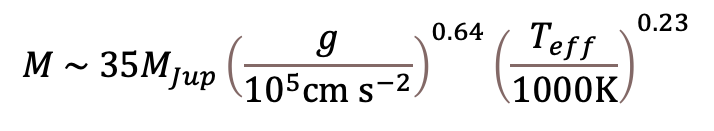 M ~ 35M_Jup (g / 10^5 cm s^−2)^0.64 (T_eff / 1000K)^0.23